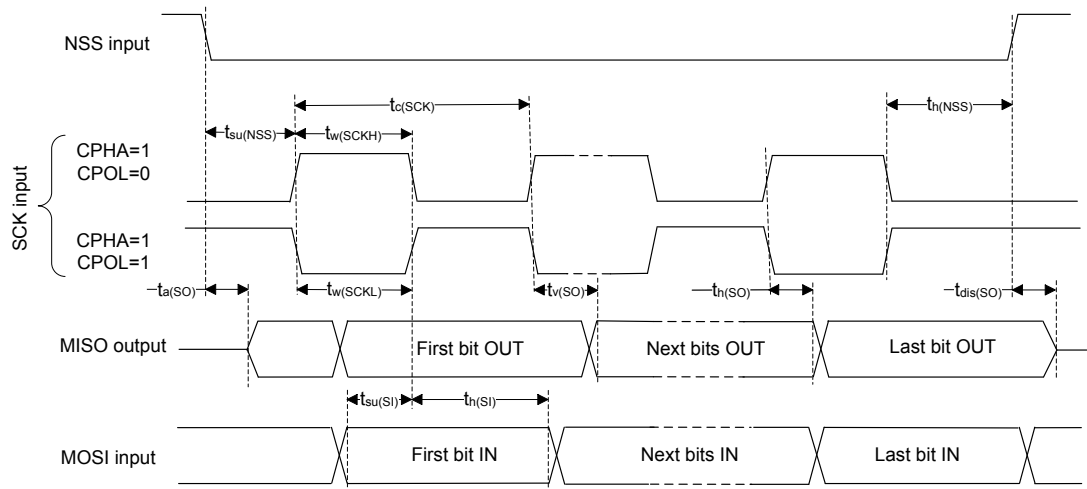 NSS input
tc(SCK)
th(NSS)
tsu(NSS)
tw(SCKH)
CPHA=1
CPOL=0
SCK input
CPHA=1
CPOL=1
ta(SO)
tw(SCKL)
tv(SO)
th(SO)
tdis(SO)
MISO output
First bit OUT
Next bits OUT
Last bit OUT
tsu(SI)
th(SI)
MOSI input
First bit IN
Next bits IN
Last bit IN